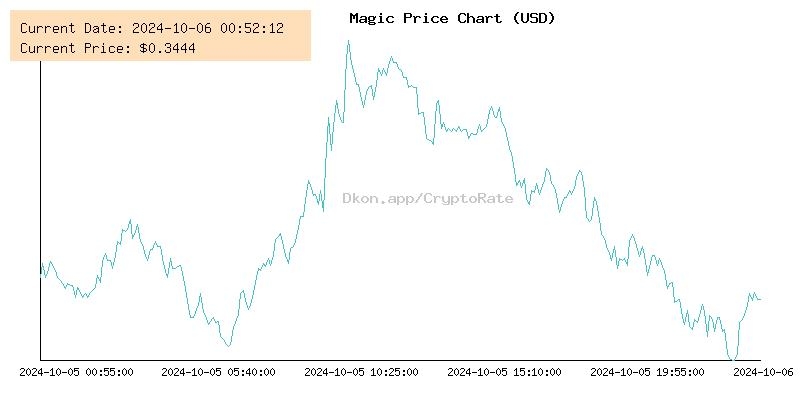 Magic Price Chart (USD)
Current Date: 2024-10-06 00:52:12
Current Price: $0.3444
Dkon.app/CryptoRate
2024-10-05 00:55:00 2024-10-05 05:40:00 2024-10-05 10:25:00 2024-10-05 15:10:00 2024-10-05 19:55:00 2024-10-06